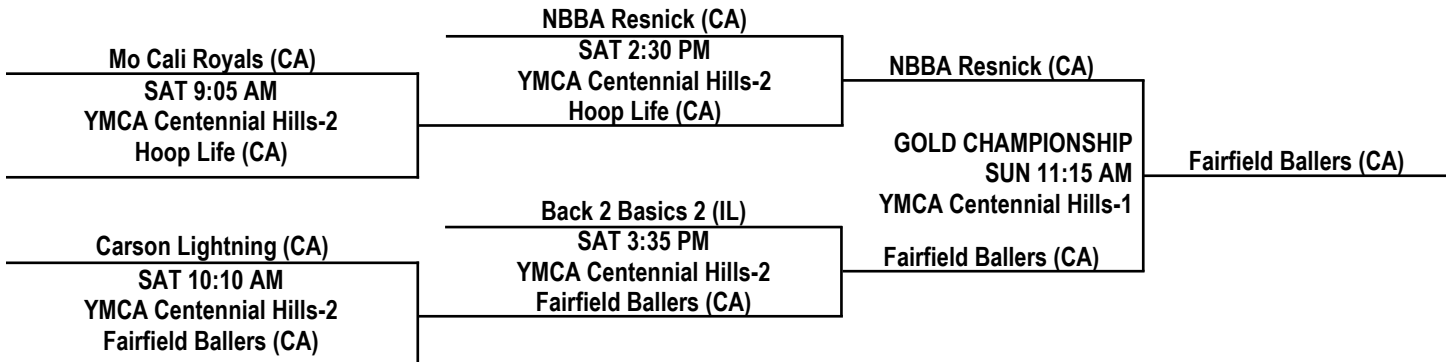 NBBA Resnick (CA)
Mo Cali Royals (CA)
SAT 2:30 PM
NBBA Resnick (CA)
SAT 9:05 AM
YMCA Centennial Hills-2
YMCA Centennial Hills-2
Hoop Life (CA)
Hoop Life (CA)
GOLD CHAMPIONSHIP
SUN 11:15 AM
Fairfield Ballers (CA)
YMCA Centennial Hills-1
Back 2 Basics 2 (IL)
Carson Lightning (CA)
SAT 3:35 PM
Fairfield Ballers (CA)
SAT 10:10 AM
YMCA Centennial Hills-2
YMCA Centennial Hills-2
Fairfield Ballers (CA)
Fairfield Ballers (CA)